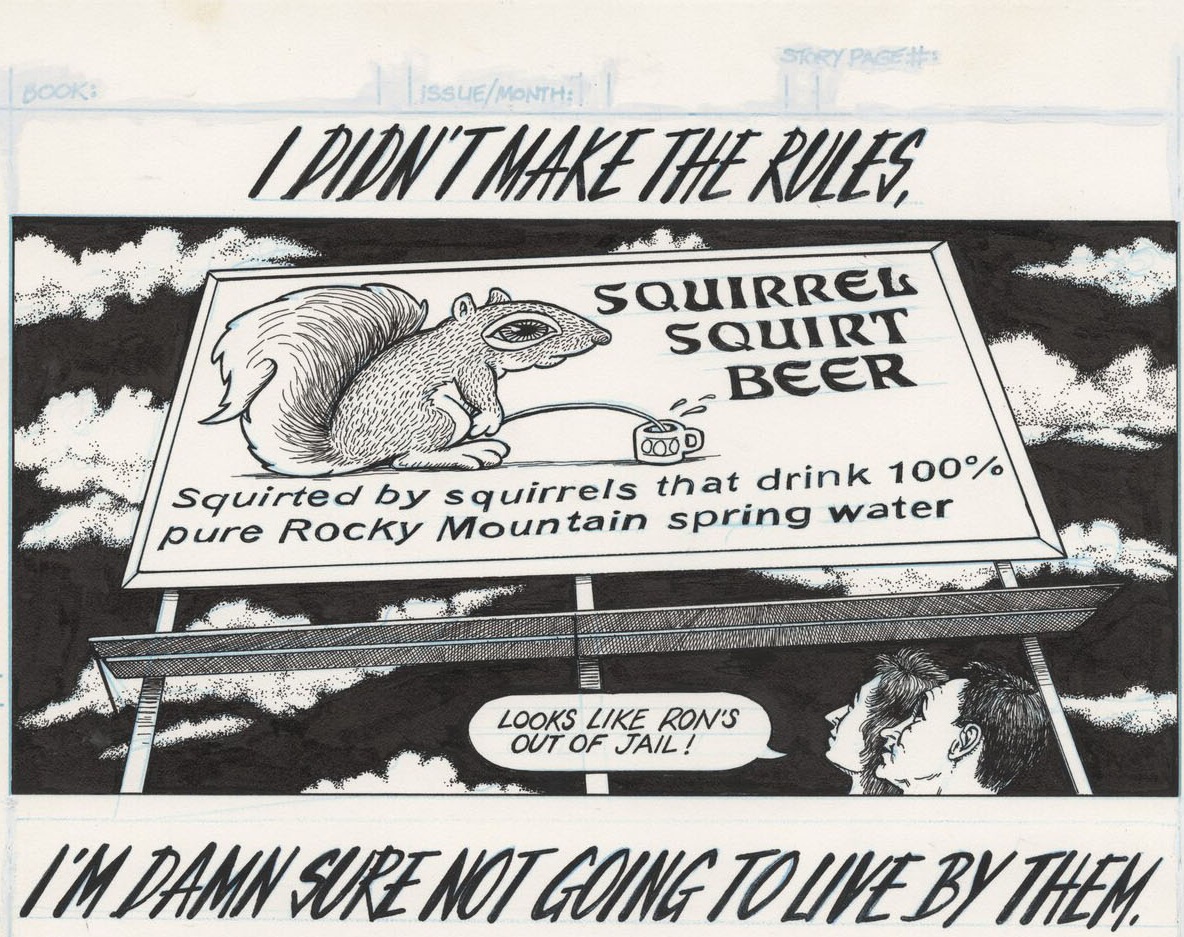 STORY PAGE#:
BOOK:
ISSUE/MONTH:
I DIDN'T MAKE THE RULES,
SQUIRREL
SQUIRT
BEER
Squirted by squirrels that drink 100%
pure Rocky Mountain spring water
LOOKS LIKE RON'S
OUT OF JAIL!
I'M DAMN SURE NOT GOING TO LIVE BY THEM.